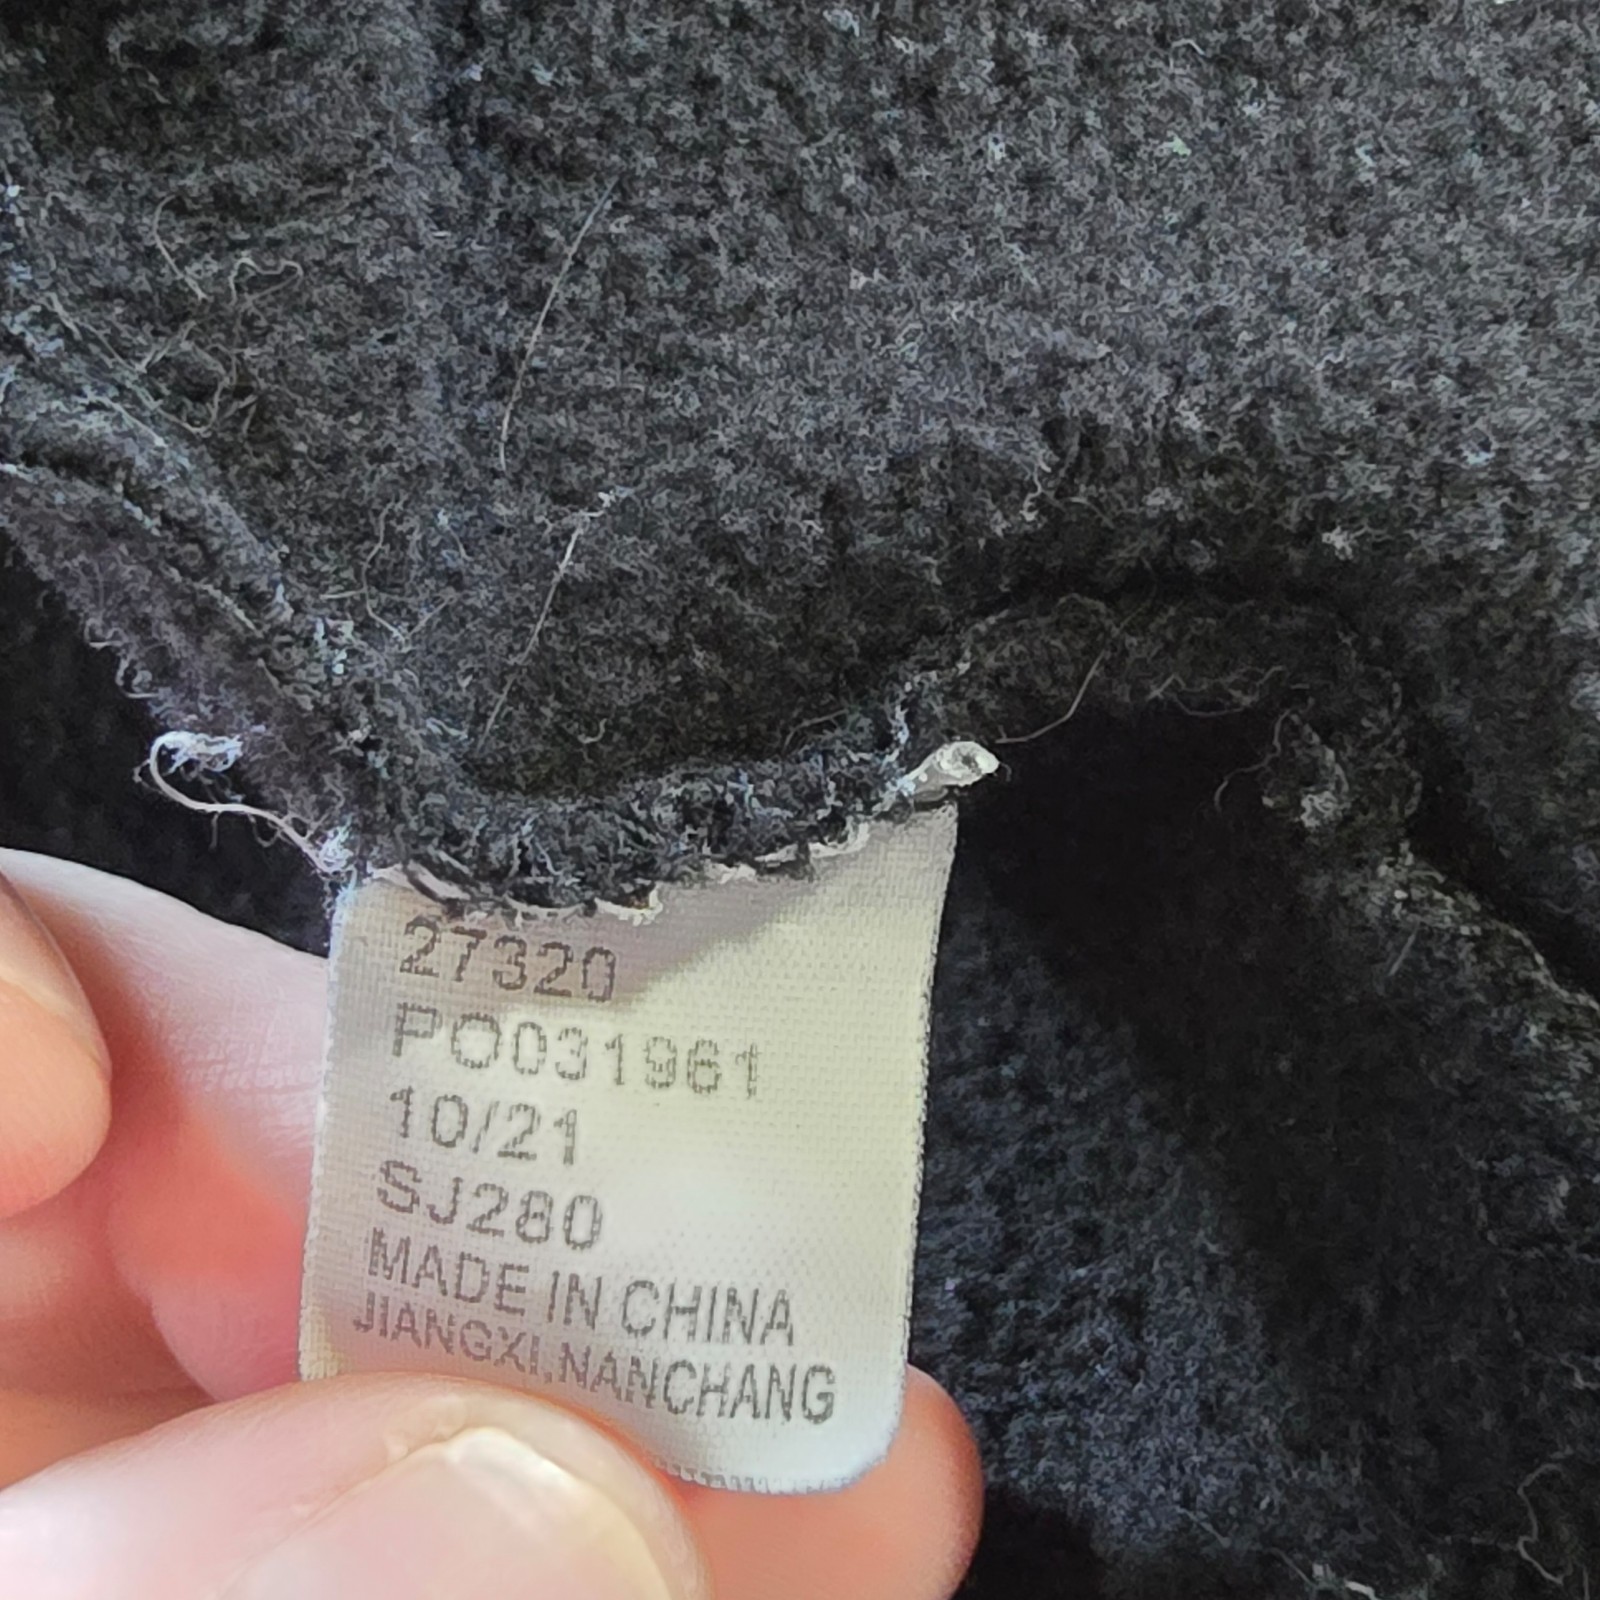 27320
PO031961
10/21
SJ280
MADE IN CHINA
JIANGXI,NANCHANG